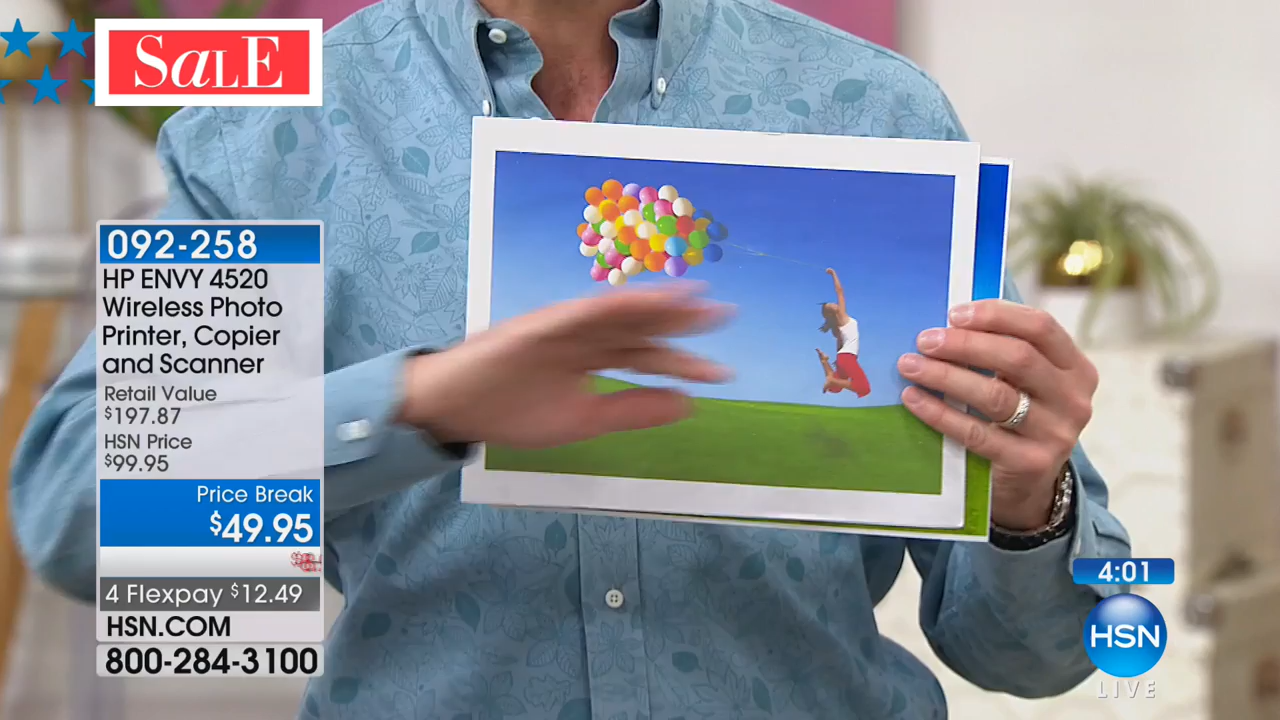 SaLE
092-258
HP ENVY 4520
Wireless Photo
Printer, Copier
and Scanner
Retail Value
$197.87
HSN Price
$99.95
Price Break
$49.95
4 Flexpay $12.49
HSN.COM
800-284-3100
4:01
HSN
LIVE